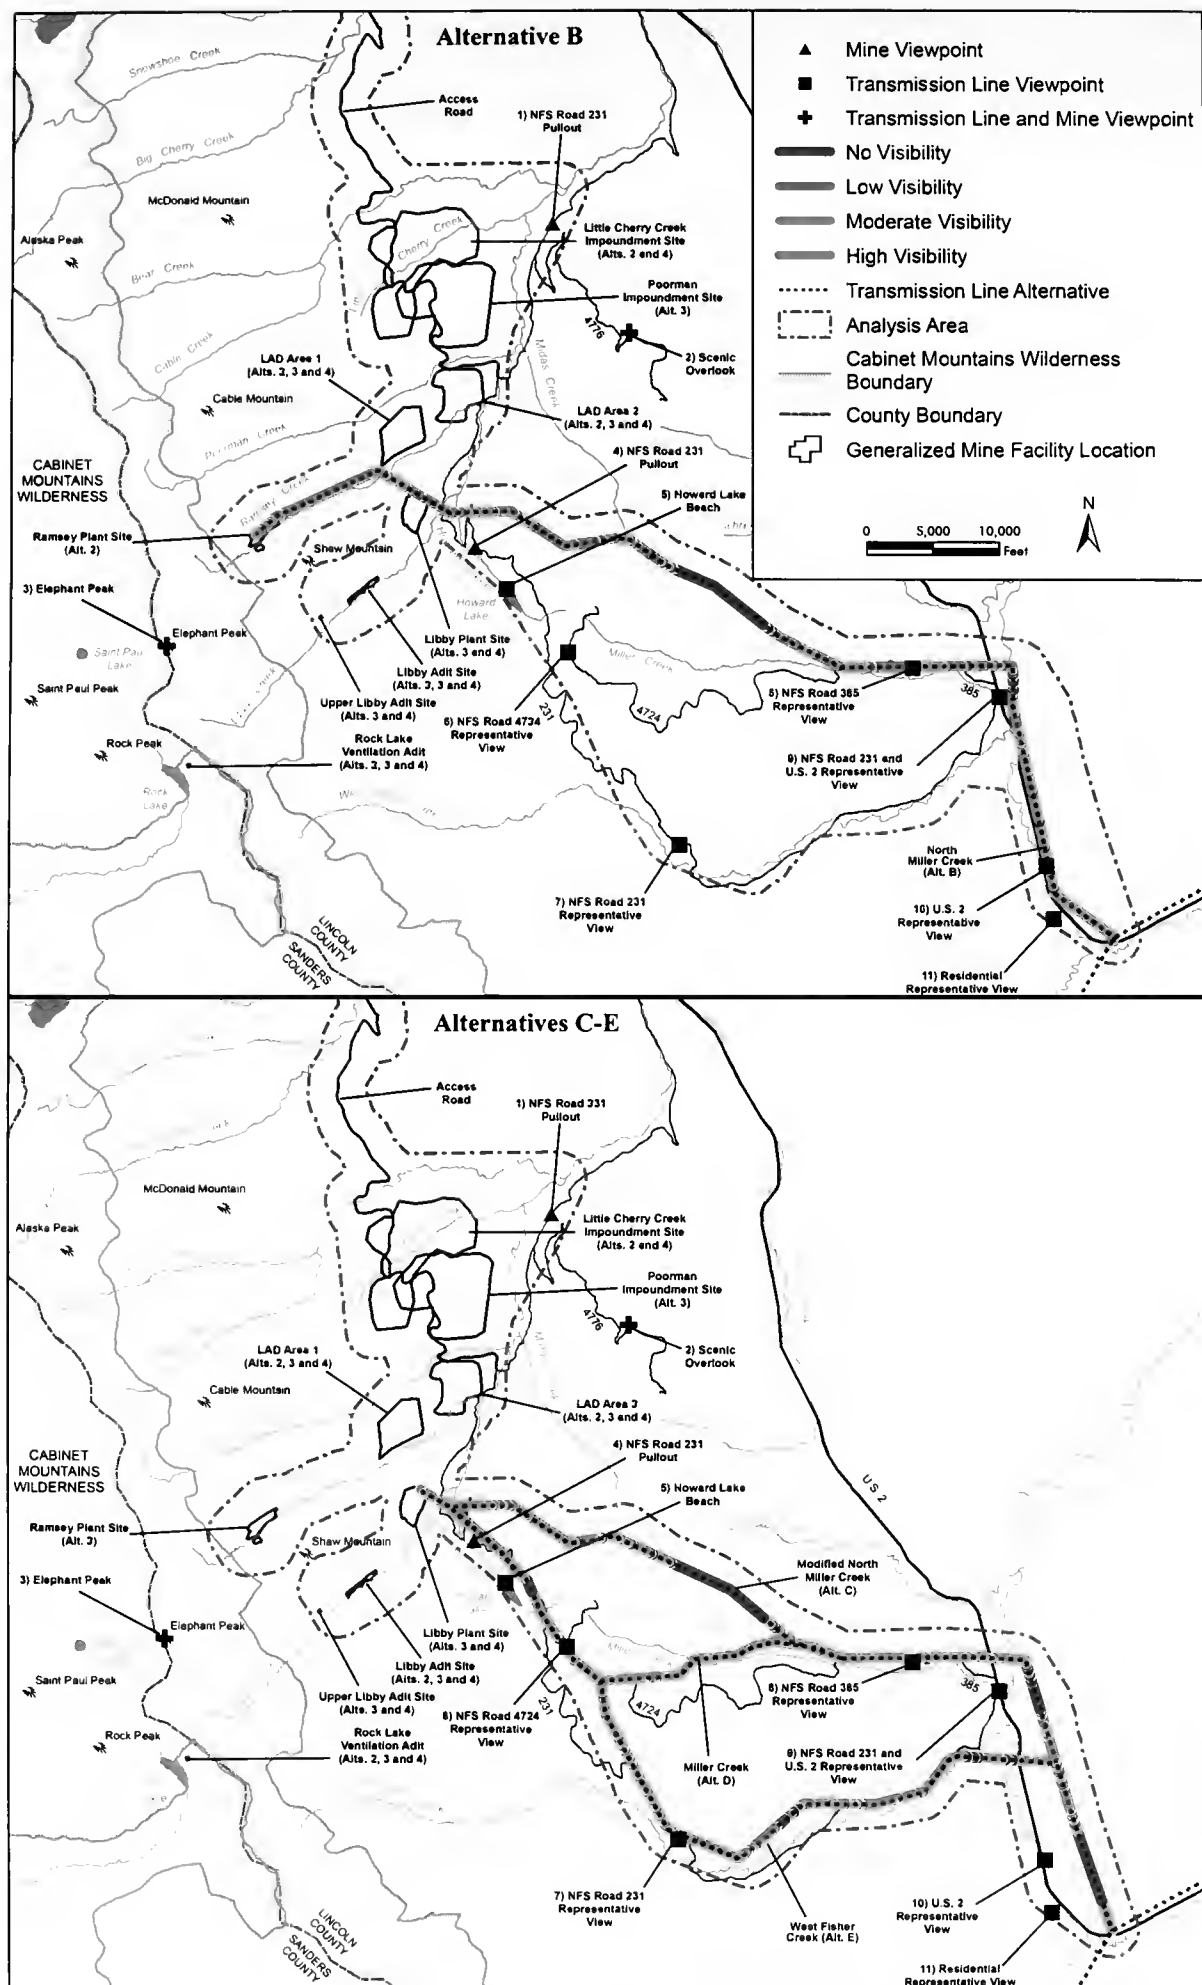 Alternative B
Mine Viewpoint
Transmission Line Viewpoint
Transmission Line and Mine Viewpoint
No Visibility
Low Visibility
Moderate Visibility
High Visibility
Transmission Line Alternative
Analysis Area
Cabinet Mountains Wilderness
Boundary
County Boundary
Generalized Mine Facility Location
N
0 5,000 10,000
Feet
Snowshoe Creek
Access
Road
1) NFS Road 231
Pullout
Big Cherry Creek
McDonald Mountain
Alaska Peak
Bear Creek
Cherry Creek
Little Cherry Creek
Impoundment Site
(Alts. 2 and 4)
Poorman
Impoundment Site
(Alt. 3)
4776
Midas Creek
2) Scenic
Overlook
Cabin Creek
LAD Area 1
(Alts. 2, 3 and 4)
Cable Mountain
LAD Area 2
(Alts. 2, 3 and 4)
Poorman Creek
4) NFS Road 231
Pullout
CABINET
MOUNTAINS
WILDERNESS
5) Howard Lake
Beach
Ramsey Creek
Ramsey Plant Site
(Alt. 2)
Shaw Mountain
3) Elephant Peak
Howard
Lake
Elephant Peak
Saint Paul
Lake
Libby Plant Site
(Alts. 3 and 4)
Miller Creek
Libby Adit Site
(Alts. 2, 3 and 4)
Saint Paul Peak
Creek
Upper Libby Adit Site
(Alts. 3 and 4)
231
4724
8) NFS Road 385
Representative
View
385
6) NFS Road 4734
Representative
View
Rock Peak
Rock Lake
Ventilation Adit
(Alts. 2, 3 and 4)
9) NFS Road 231 and
U.S. 2 Representative
View
Rock
Lake
North
Miller Creek
(Alt. B)
7) NFS Road 231
Representative
View
10) U.S. 2
Representative
View
LINCOLN
COUNTY
SANDERS
COUNTY
11) Residential
Representative View
Alternatives C-E
Access
Road
1) NFS Road 231
Pullout
McDonald Mountain
Alaska Peak
Little Cherry Creek
Impoundment Site
(Alts. 2 and 4)
Poorman
Impoundment Site
(Alt. 3)
4776
2) Scenic
Overlook
LAD Area 1
(Alts. 2, 3 and 4)
Cable Mountain
LAD Area 3
(Alts. 2, 3 and 4)
4) NFS Road 231
Pullout
CABINET
MOUNTAINS
WILDERNESS
US 2
5) Howard Lake
Beach
Ramsey Plant Site
(Alt. 3)
Shaw Mountain
Modified North
Miller Creek
(Alt. C)
3) Elephant Peak
Elephant Peak
Libby Plant Site
(Alts. 3 and 4)
Libby Adit Site
(Alts. 2, 3 and 4)
Saint Paul Peak
Upper Libby Adit Site
(Alts. 3 and 4)
231
4724
8) NFS Road 385
Representative
View
385
6) NFS Road 4724
Representative
View
Rock Peak
Rock Lake
Ventilation Adit
(Alts. 2, 3 and 4)
Miller Creek
(Alt. D)
9) NFS Road 231 and
U.S. 2 Representative
View
7) NFS Road 231
Representative
View
West Fisher
Creek (Alt. E)
10) U.S. 2
Representative
View
LINCOLN
COUNTY
SANDERS
COUNTY
11) Residential
Representative View